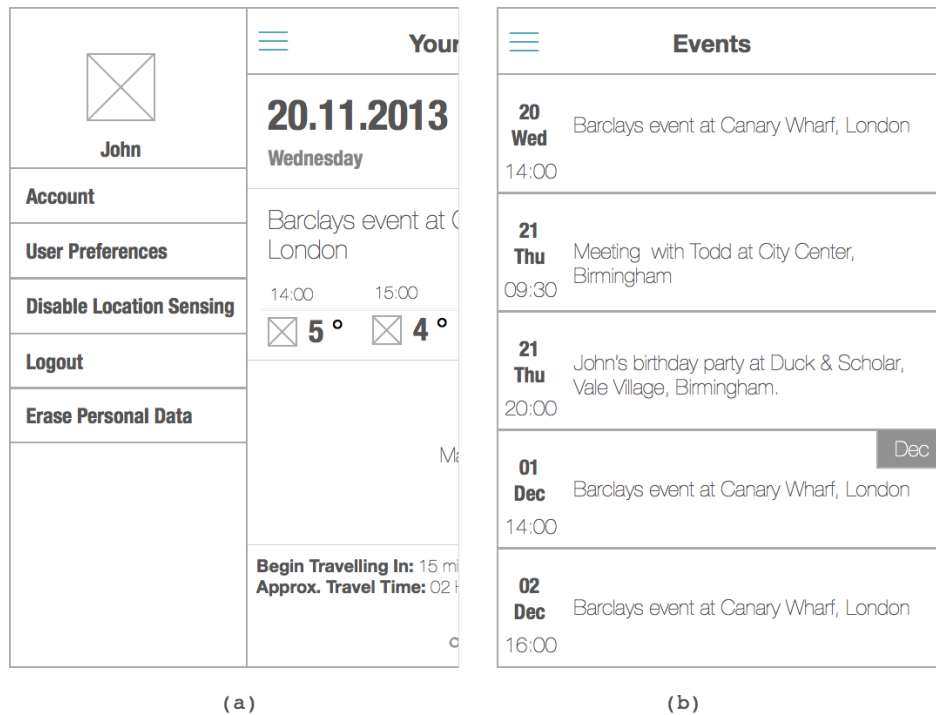 John
Account
User Preferences
Disable Location Sensing
Logout
Erase Personal Data
Your
20.11.2013
Wednesday
Barclays event at
London
14:00 15:00
5° 4°
Begin Travelling In: 15
Approx. Travel Time: 02
(a)
Events
20
Wed
14:00
Barclays event at Canary Wharf, London
21
Thu
09:30
Meeting with Todd at City Center,
Birmingham
21
Thu
20:00
John's birthday party at Duck & Scholar,
Vale Village, Birmingham.
Dec
01
Dec
14:00
Barclays event at Canary Wharf, London
02
Dec
16:00
Barclays event at Canary Wharf, London
(b)